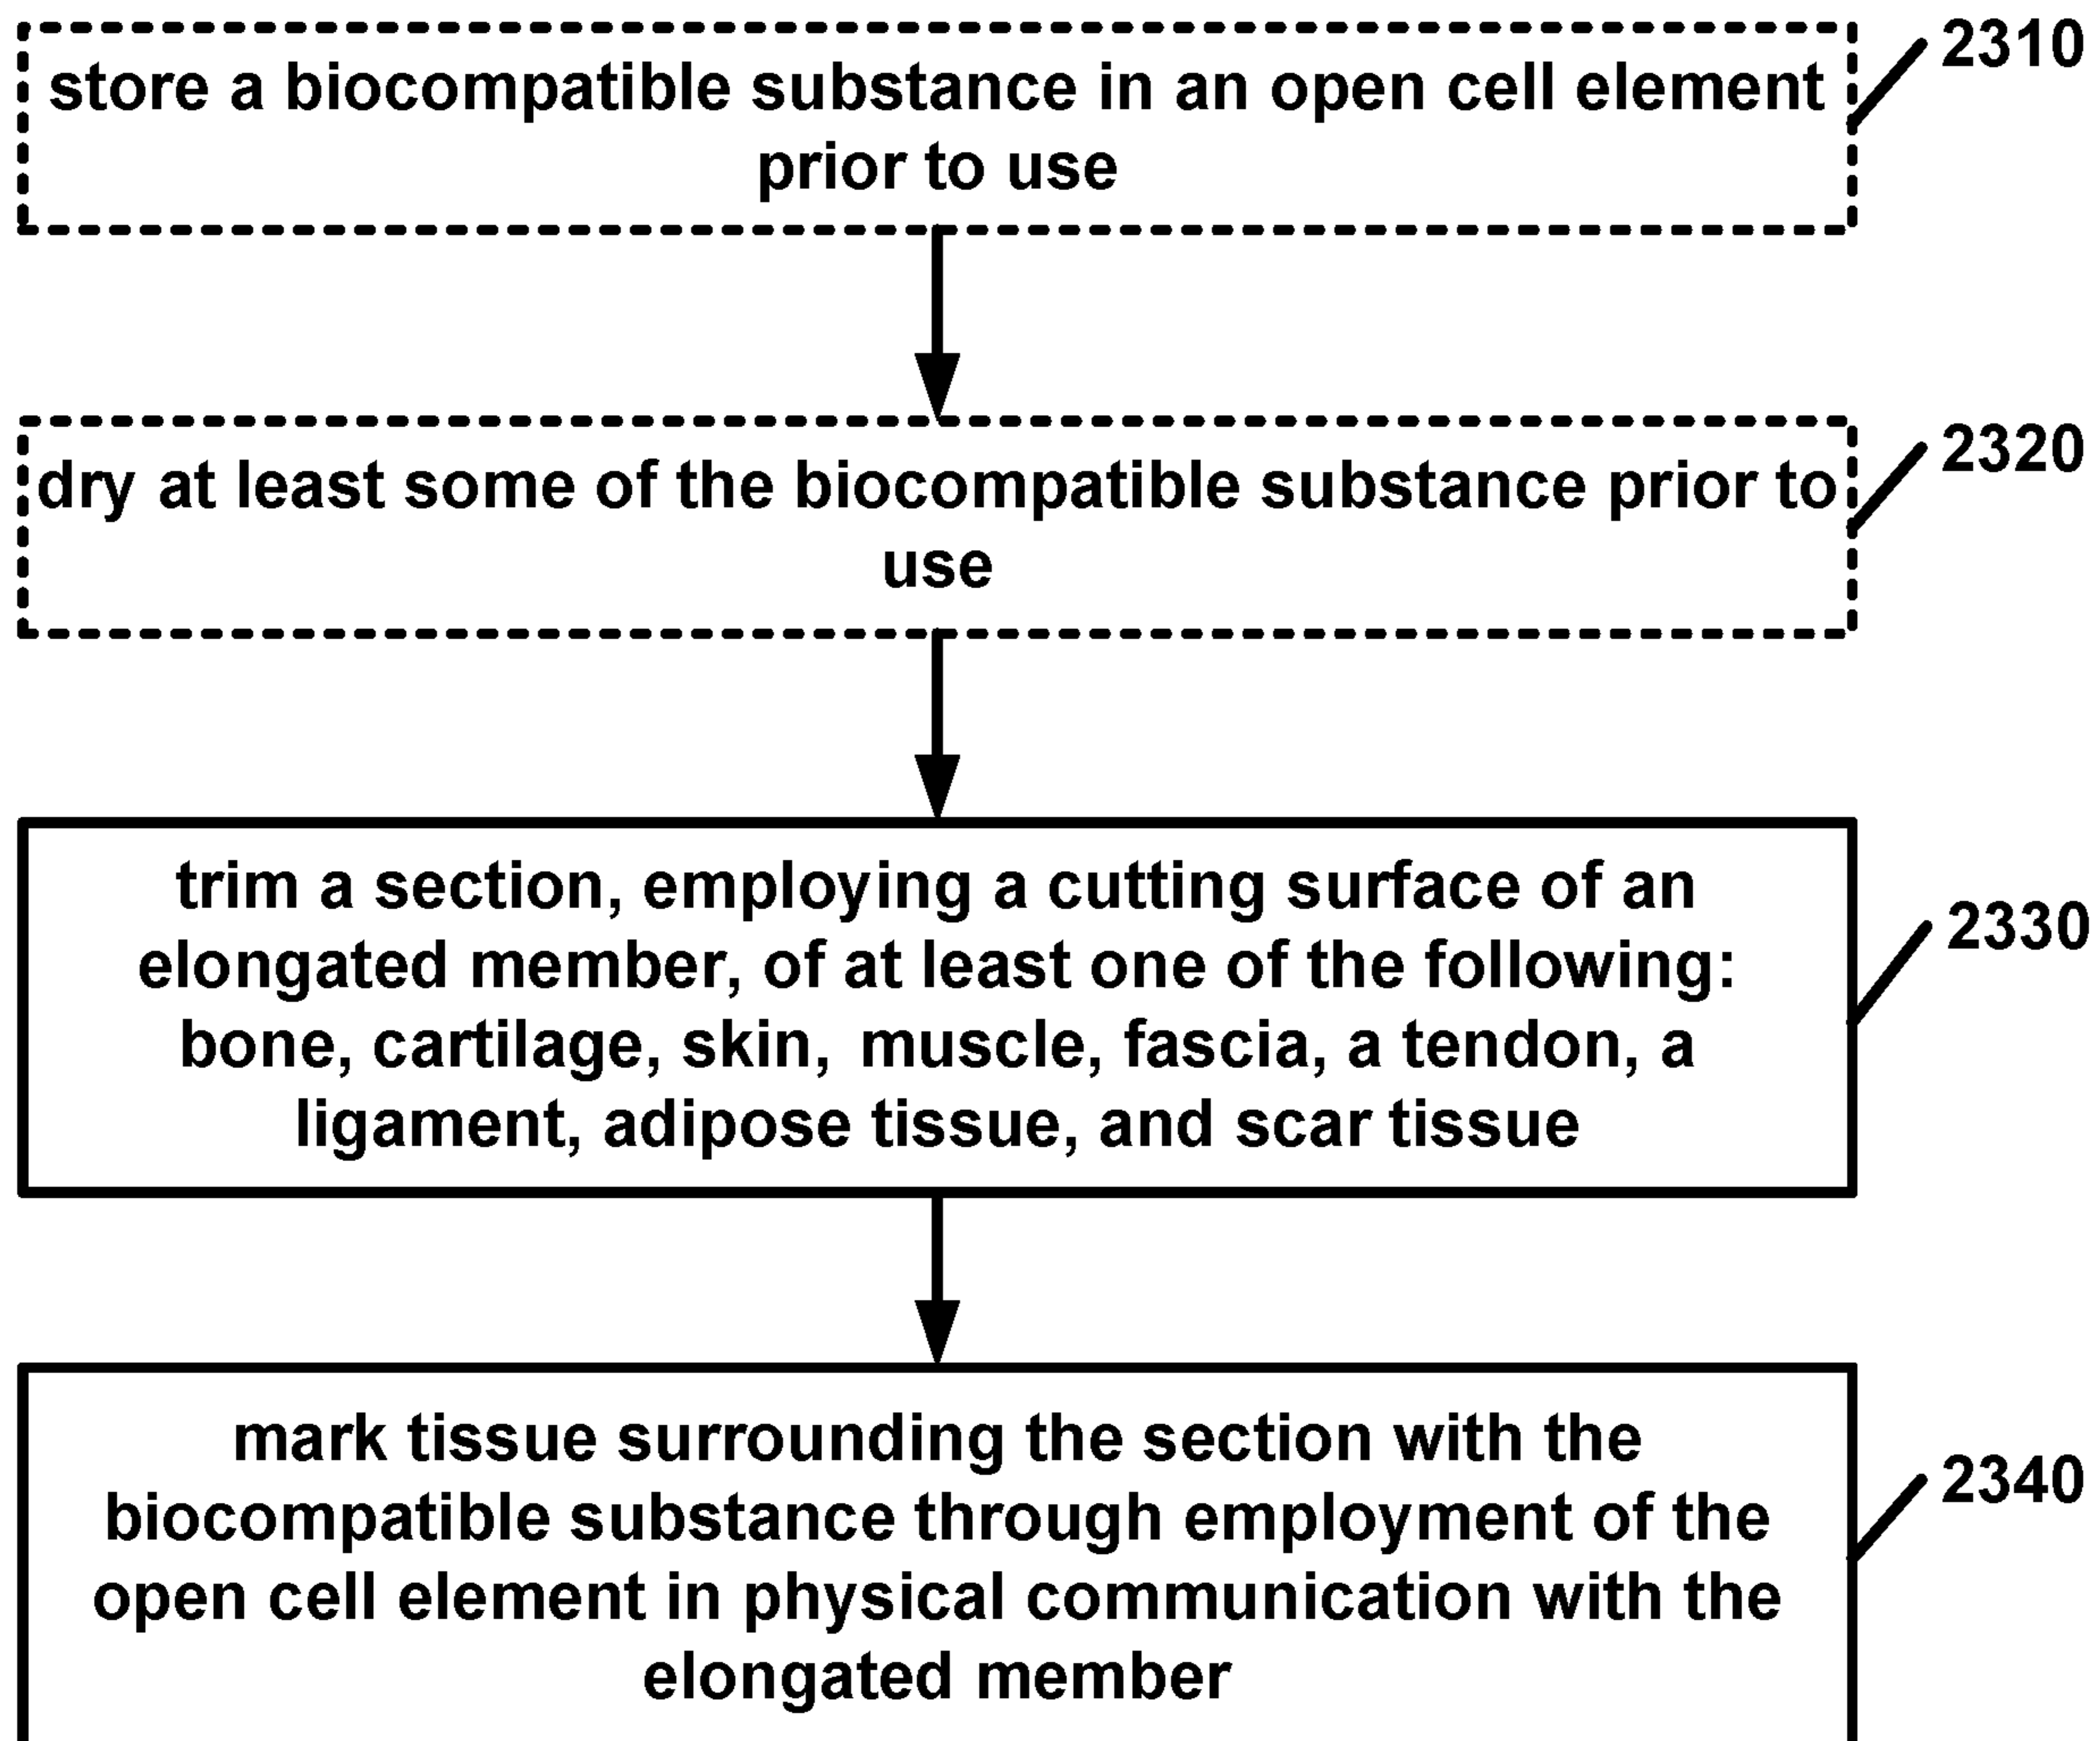 2310
store a biocompatible substance in an open cell element
prior to use
2320
dry at least some of the biocompatible substance prior to
use
trim a section, employing a cutting surface of an
elongated member, of at least one of the following:
bone, cartilage, skin, muscle, fascia, a tendon, a
ligament, adipose tissue, and scar tissue
2330
mark tissue surrounding the section with the
biocompatible substance through employment of the
open cell element in physical communication with the
elongated member
2340